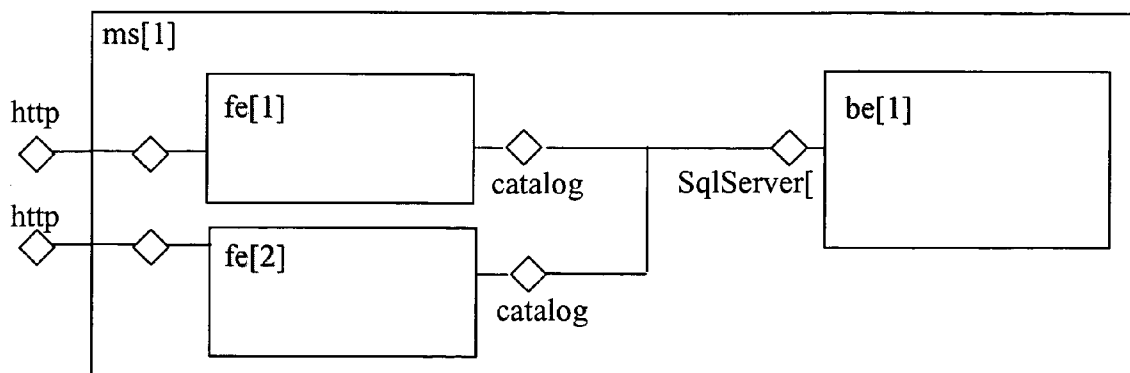 ms[1]
http
fe[1]
be[1]
catalog
SqlServer[
http
fe[2]
catalog